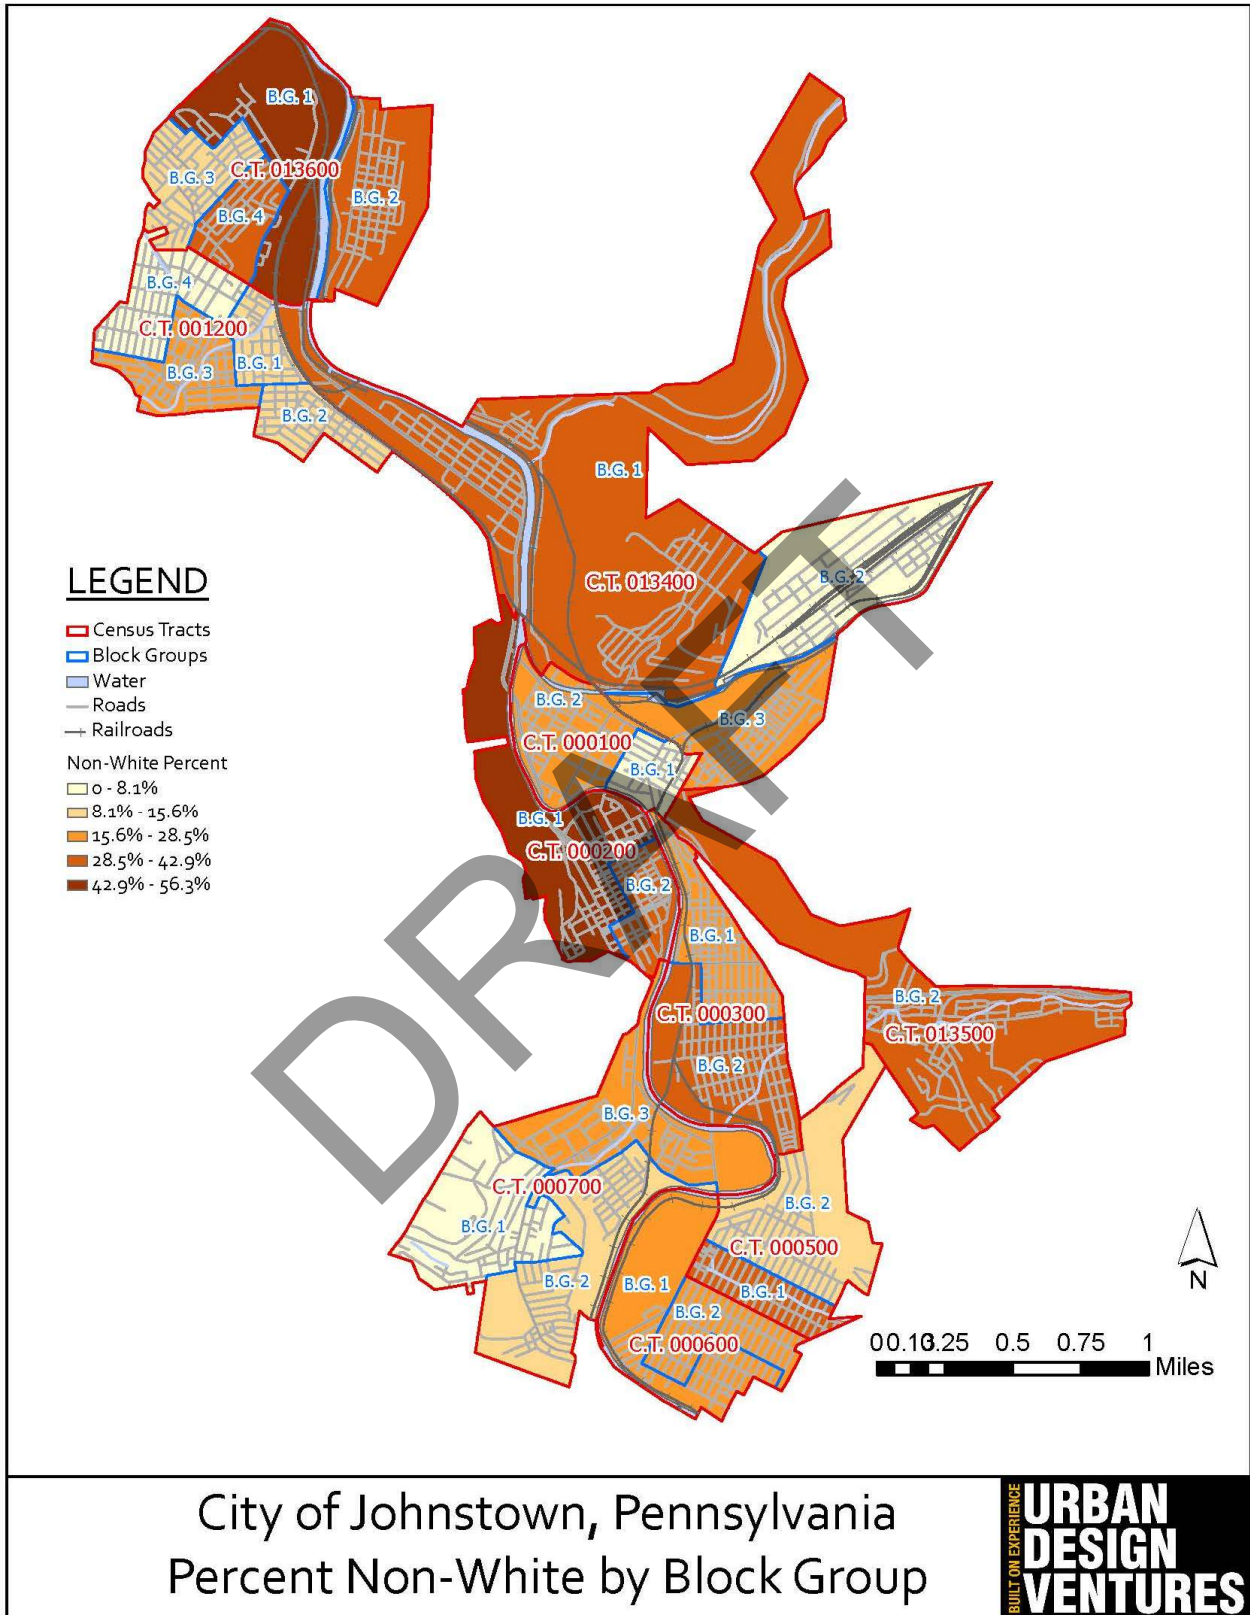 B.G. 1
C.T. 013600
B.G. 3
B.G. 2
B.G. 4
B.G. 4
C.T. 001200
B.G. 1
B.G. 3
B.G. 2
B.G. 1
B.G. 2
C.T. 013400
LEGEND
Census Tracts
Block Groups
Water
Roads
Railroads
Non-White Percent
0 - 8.1%
8.1% - 15.6%
15.6% - 28.5%
28.5% - 42.9%
42.9% - 56.3%
B.G. 2
B.G. 3
C.T. 000100
B.G. 1
B.G. 1
C.T. 000200
B.G. 2
B.G. 1
B.G. 2
C.T. 000300
C.T. 013500
B.G. 2
B.G. 3
C.T. 000700
B.G. 2
B.G. 1
C.T. 000500
B.G. 2
B.G. 1
B.G. 1
B.G. 2
C.T. 000600
DRAFT
N
0 0.13 0.25 0.5 0.75 1
Miles
City of Johnstown, Pennsylvania
Percent Non-White by Block Group
BUILT ON EXPERIENCE
URBAN
DESIGN
VENTURES